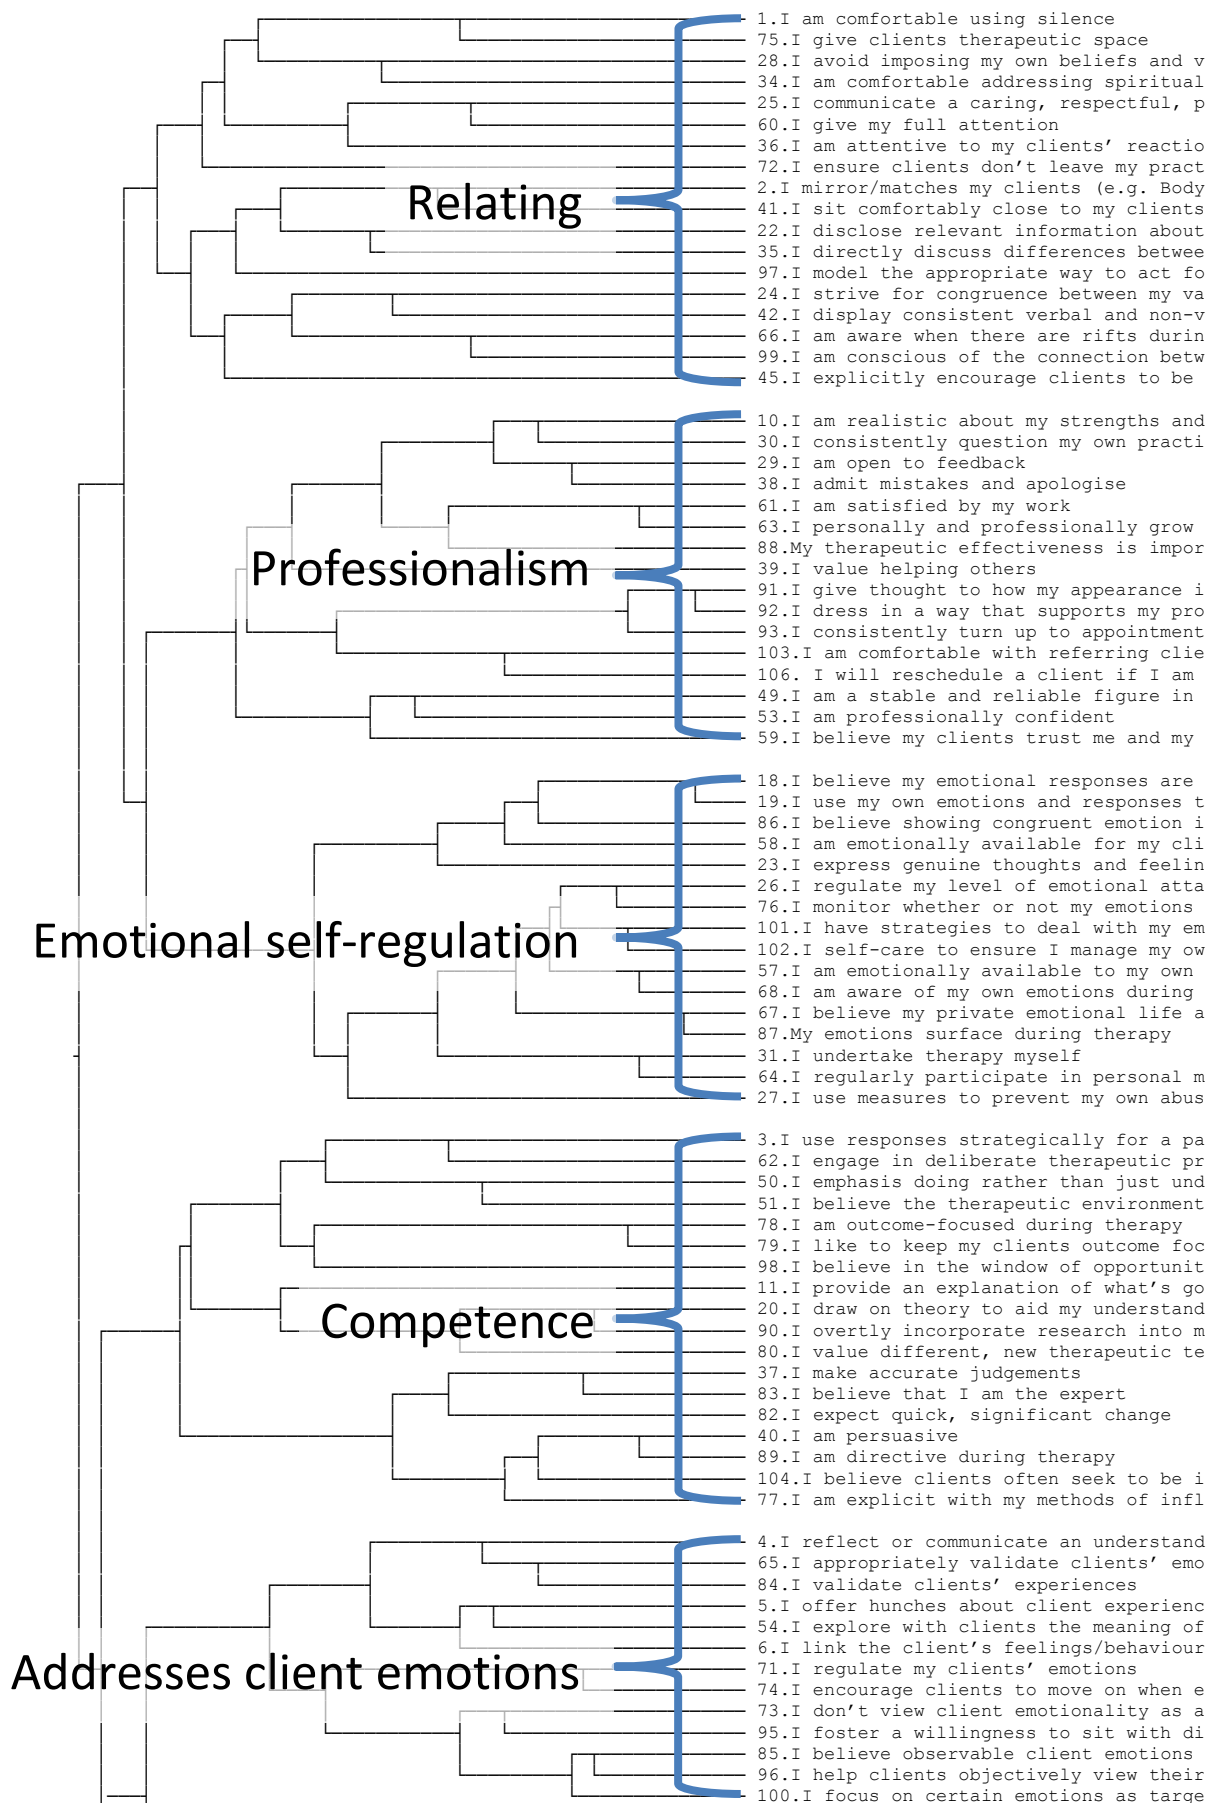 1.I am comfortable using silence
75.I give clients therapeutic space
28.I avoid imposing my own beliefs and v
34.I am comfortable addressing spiritual
25.I communicate a caring, respectful, p
60.I give my full attention
36.I am attentive to my clients’ reactio
72.I ensure clients don’t leave my pract
2.I mirror/matches my clients (e.g. Body
Relating
41.I sit comfortably close to my clients
22.I disclose relevant information about
35.I directly discuss differences betwee
97.I model the appropriate way to act fo
24.I strive for congruence between my va
42.I display consistent verbal and non-v
66.I am aware when there are rifts durin
99.I am conscious of the connection betw
45.I explicitly encourage clients to be
10.I am realistic about my strengths and
30.I consistently question my own practi
29.I am open to feedback
38.I admit mistakes and apologise
61.I am satisfied by my work
63.I personally and professionally grow
88.My therapeutic effectiveness is impor
Professionalism
39.I value helping others
91.I give thought to how my appearance i
92.I dress in a way that supports my pro
93.I consistently turn up to appointment
103.I am comfortable with referring clie
106. I will reschedule a client if I am
49.I am a stable and reliable figure in
53.I am professionally confident
59.I believe my clients trust me and my
18.I believe my emotional responses are
19.I use my own emotions and responses t
86.I believe showing congruent emotion i
58.I am emotionally available for my cli
23.I express genuine thoughts and feelin
26.I regulate my level of emotional atta
76.I monitor whether or not my emotions
101.I have strategies to deal with my em
Emotional self-regulation
102.I self-care to ensure I manage my ow
57.I am emotionally available to my own
68.I am aware of my own emotions during
67.I believe my private emotional life a
87.My emotions surface during therapy
31.I undertake therapy myself
64.I regularly participate in personal m
27.I use measures to prevent my own abus
3.I use responses strategically for a pa
62.I engage in deliberate therapeutic pr
50.I emphasis doing rather than just und
51.I believe the therapeutic environment
78.I am outcome-focused during therapy
79.I like to keep my clients outcome foc
98.I believe in the window of opportunit
11.I provide an explanation of what’s go
20.I draw on theory to aid my understand
Competence
90.I overtly incorporate research into m
80.I value different, new therapeutic te
37.I make accurate judgements
83.I believe that I am the expert
82.I expect quick, significant change
40.I am persuasive
89.I am directive during therapy
104.I believe clients often seek to be i
77.I am explicit with my methods of infl
4.I reflect or communicate an understand
65.I appropriately validate clients’ emo
84.I validate clients’ experiences
5.I offer hunches about client experienc
54.I explore with clients the meaning of
6.I link the client’s feelings/behaviour
Addresses client emotions
71.I regulate my clients’ emotions
74.I encourage clients to move on when e
73.I don’t view client emotionality as a
95.I foster a willingness to sit with di
85.I believe observable client emotions
96.I help clients objectively view their
100.I focus on certain emotions as targe